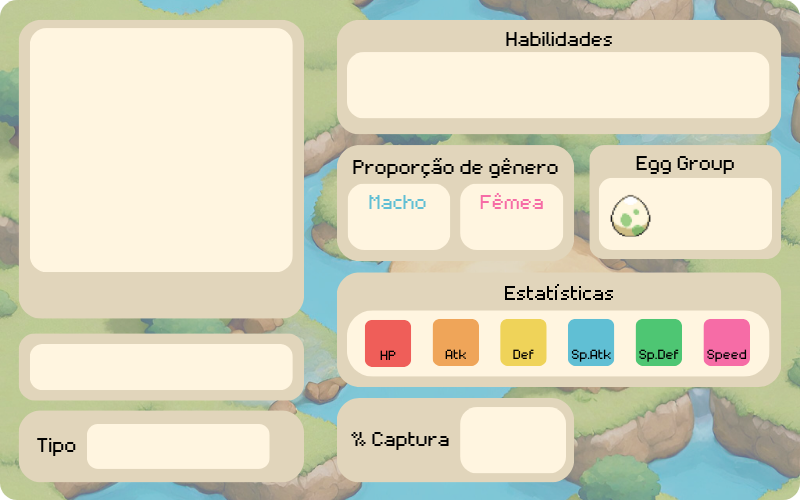 Habilidades
Proporção de gênero
Macho
Fêmea
Egg Group
Estatísticas
HP
Atk
Def
Sp.Atk
Sp.Def
Speed
Tipo
% Captura